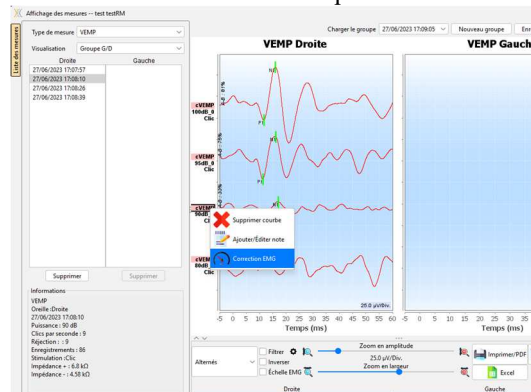 Affichage des mesures -- test testRM
Liste des mesures
Type de mesure VEMP
Visualisation Groupe G/D
Droite Gauche
27/06/2023 17:07:57
27/06/2023 17:08:10
27/06/2023 17:08:26
27/06/2023 17:08:39
Supprimer Supprimer
Informations
VEMP
Oreille :Droite
27/06/2023 17:08:10
Puissance : 90 dB
Clics par seconde : 9
Réjection : : 9
Enregistrements : 86
Stimulation :Clic
Impédance + : 6.8 kΩ
Impédance - : 4.58 kΩ
Charger le groupe 27/06/2023 17:09:05 Nouveau groupe Enr
VEMP Droite VEMP Gauch
cVEMP
100dB_0
Clic
cVEMP
95dB_0
Clic
cVEMP
90dB
cVEM
80dB
Clic
Supprimer courbe
Ajouter/Éditer note
Correction EMG
25.0 µV/Div.
-5 0 5 10 15 20 25 30 35 40 45 50 55 60 -5 0 5 10 15
Temps (ms) Temps (ms)
Alternés
Filtrer
Inverser
Échelle EMG
Zoom en amplitude
25.0 µV/Div.
Zoom en largeur
Imprimer/PDF
Excel
Droite Gauche